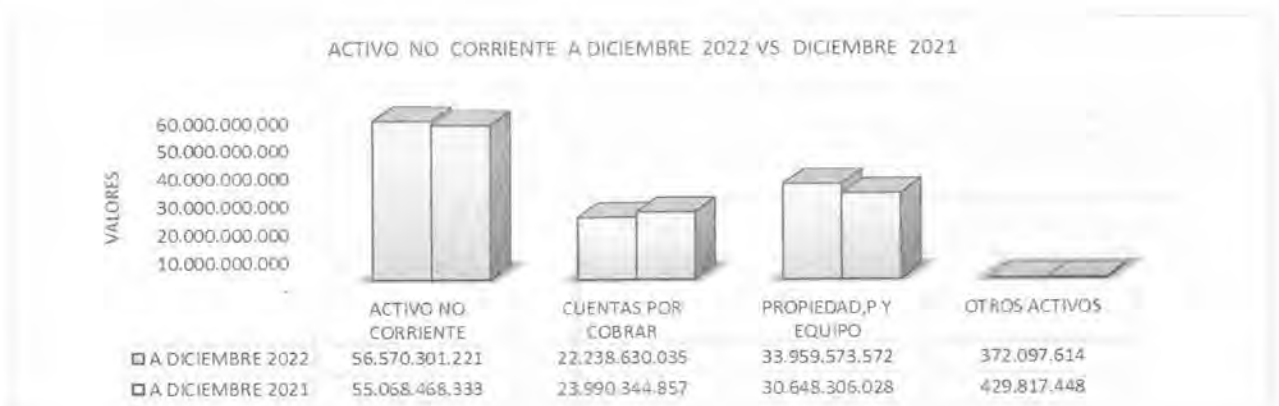 ACTIVO NO CORRIENTE A DICIEMBRE 2022 VS DICIEMBRE 2021
VALORES
60.000.000.000
50.000.000.000
40.000.000.000
30.000.000.000
20.000.000.000
10.000.000.000
-
ACTIVO NO CORRIENTE
CUENTAS POR COBRAR
PROPIEDAD,P Y EQUIPO
OTROS ACTIVOS
A DICIEMBRE 2022 56.570.301.221 22.238.630.035 33.959.573.572 372.097.614
A DICIEMBRE 2021 55.068.468.333 23.990.344.857 30.648.306.028 429.817.448